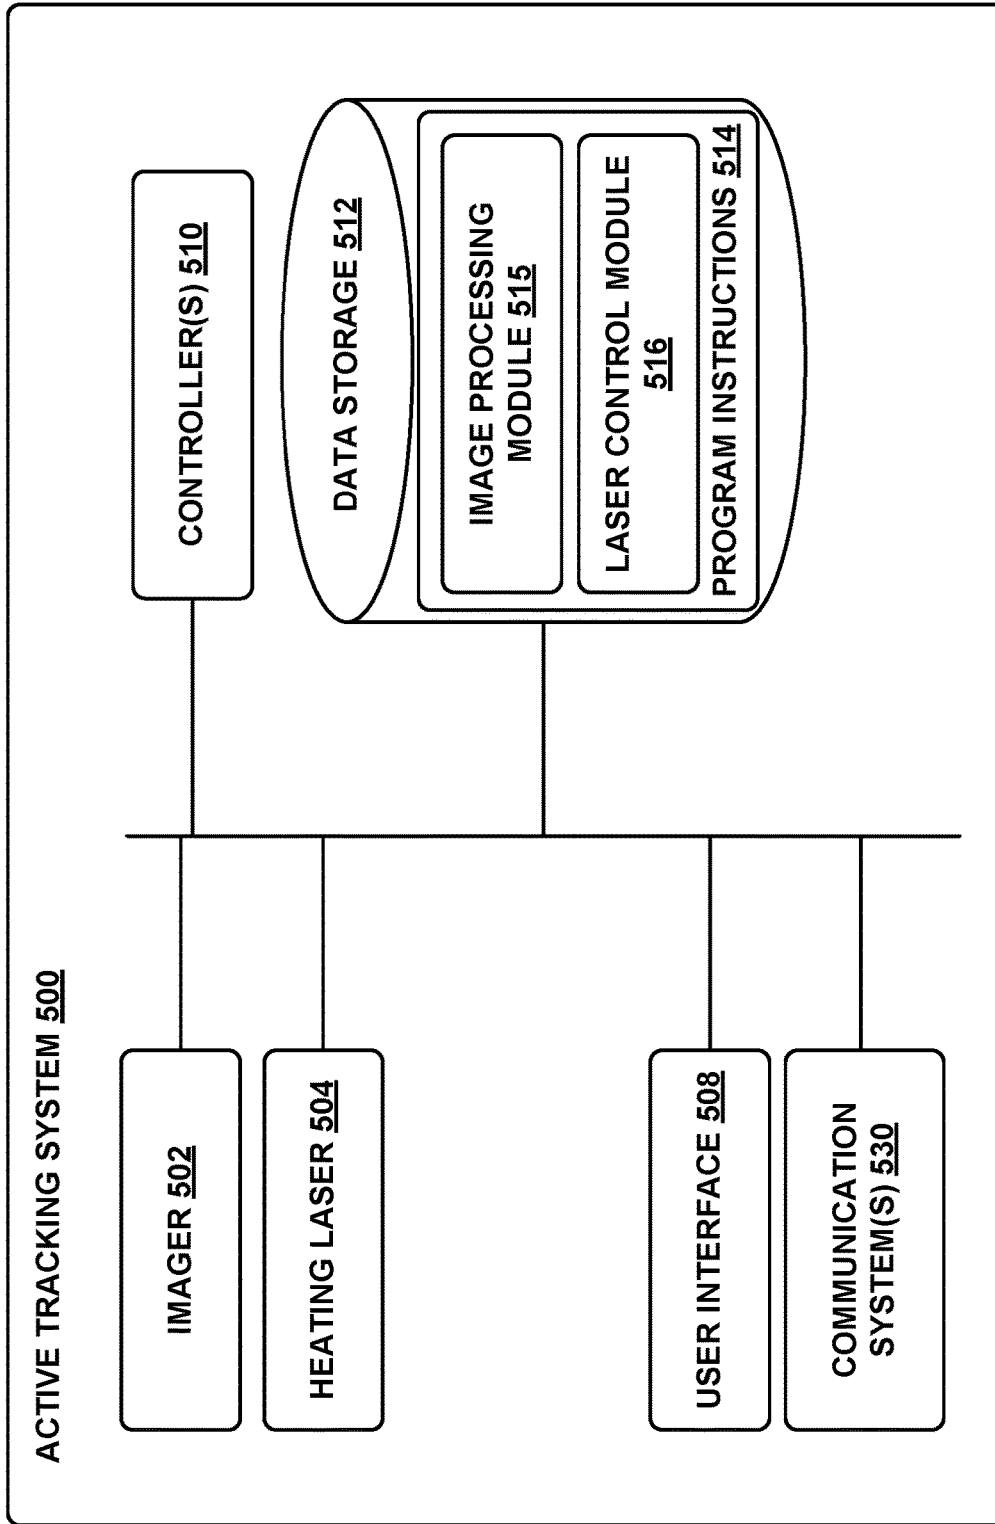 ACTIVE TRACKING SYSTEM 500
IMAGER 502
HEATING LASER 504
USER INTERFACE 508
COMMUNICATION
SYSTEM(S) 530
CONTROLLER(S) 510
DATA STORAGE 512
IMAGE PROCESSING
MODULE 515
LASER CONTROL MODULE
516
PROGRAM INSTRUCTIONS 514